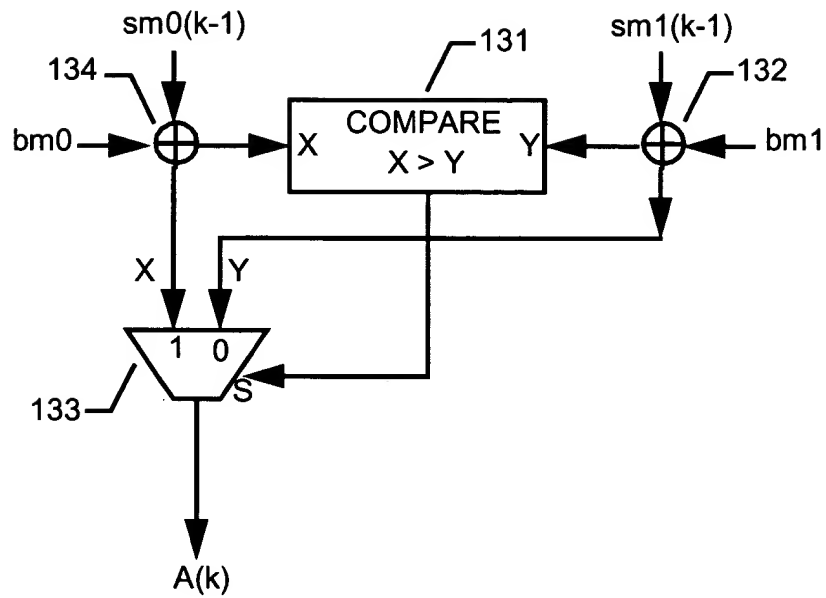 sm0(k-1)
131
sm1(k-1)
134
132
bm0
X
COMPARE
X > Y
Y
bm1
X
Y
1
0
S
133
A(k)